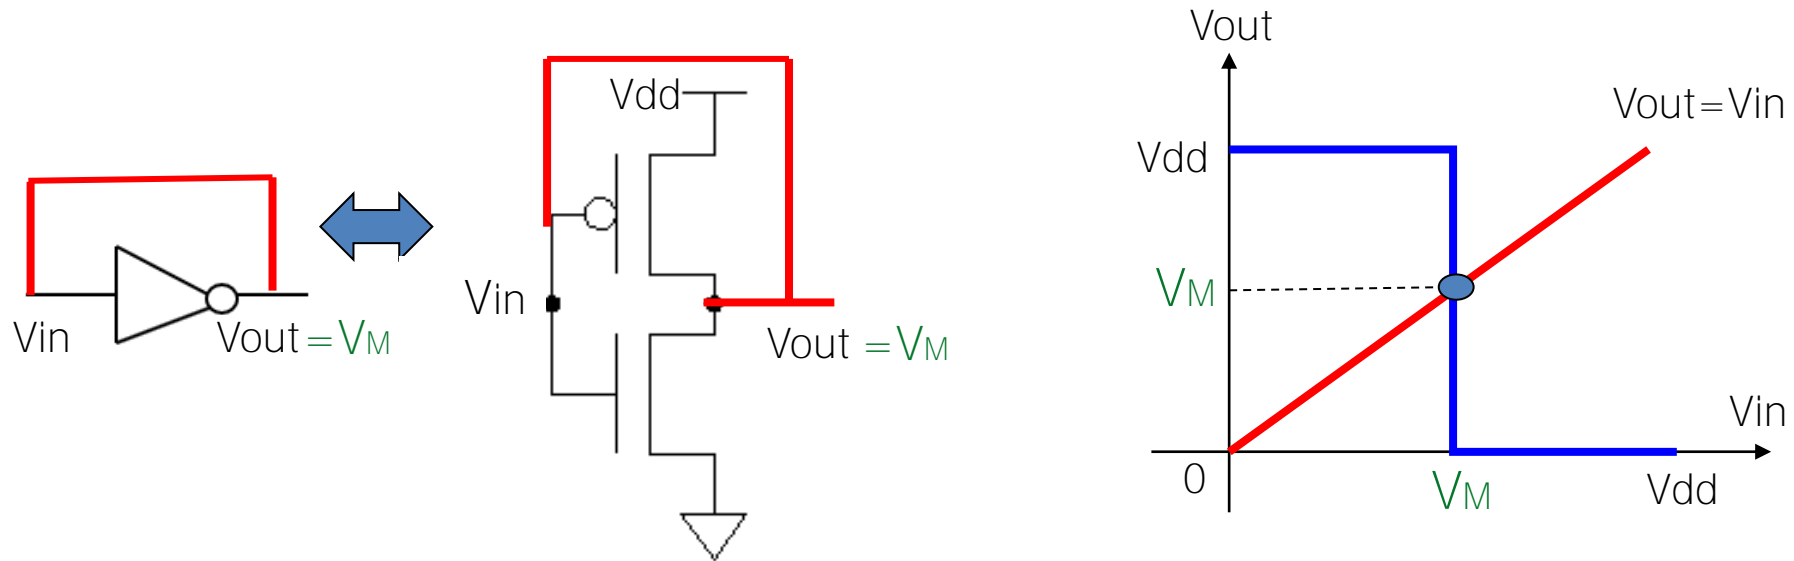 Vin
Vout = VM
Vdd
Vin
Vout = VM
Vout
Vout=Vin
Vdd
VM
Vin
0
VM
Vdd